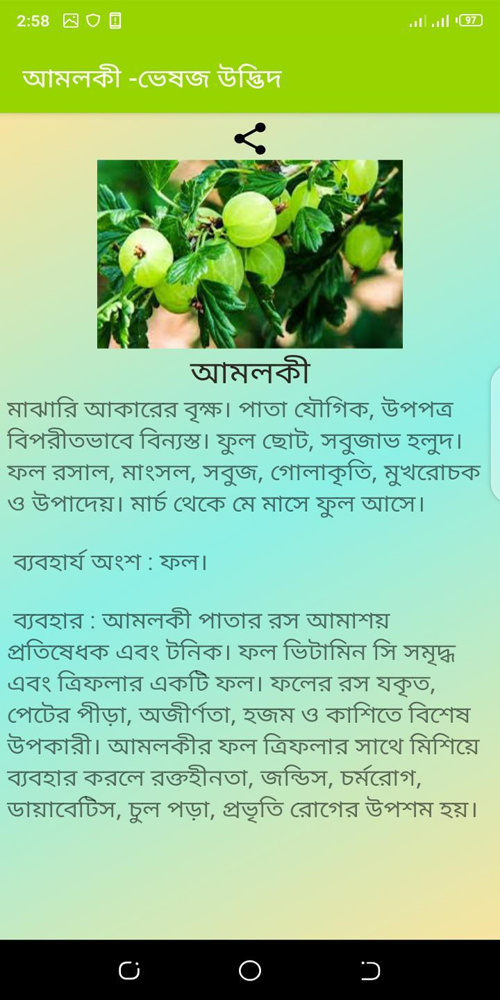 2:58
97
আমলকী -ভেষজ উদ্ভিদ
আমলকী
মাঝারি আকারের বৃক্ষ। পাতা যৌগিক, উপপত্র
বিপরীতভাবে বিন্যস্ত। ফুল ছোট, সবুজাভ হলুদ।
ফল রসাল, মাংসল, সবুজ, গোলাকৃতি, মুখরোচক
ও উপাদেয়। মার্চ থেকে মে মাসে ফুল আসে।
ব্যবহার্য অংশ : ফল।
ব্যবহার : আমলকী পাতার রস আমাশয়
প্রতিষেধক এবং টনিক। ফল ভিটামিন সি সমৃদ্ধ
এবং ত্রিফলার একটি ফল। ফলের রস যকৃত,
পেটের পীড়া, অজীর্ণতা, হজম ও কাশিতে বিশেষ
উপকারী। আমলকীর ফল ত্রিফলার সাথে মিশিয়ে
ব্যবহার করলে রক্তহীনতা, জন্ডিস, চর্মরোগ,
ডায়াবেটিস, চুল পড়া, প্রভৃতি রোগের উপশম হয়।